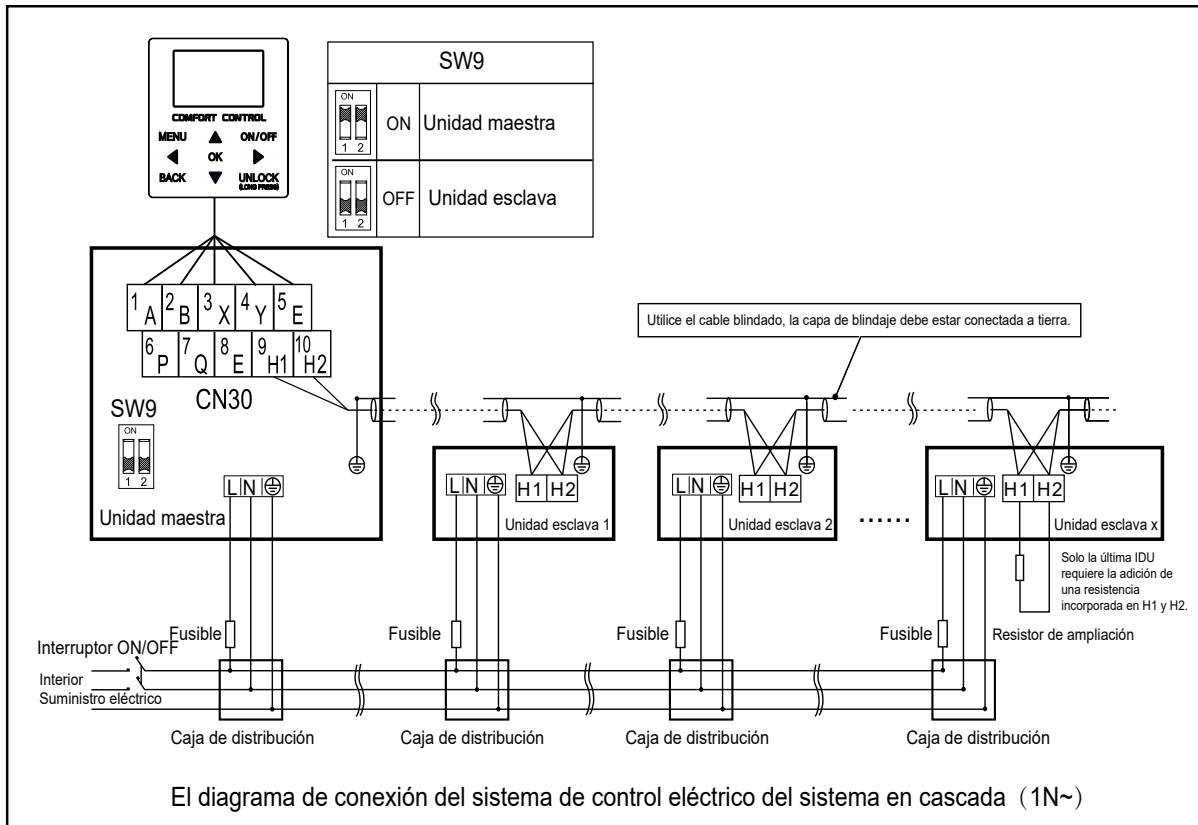 SW9
ON
1 2
ON
Unidad maestra
ON
1 2
OFF
Unidad esclava
COMFORT CONTROL
MENU
ON/OFF
OK
BACK
UNLOCK
(LONG PRESS)
1 A
2 B
3 X
4 Y
5 E
6 P
7 Q
8 E
9 H1
10 H2
CN30
SW9
ON
1 2
L N
Unidad maestra
Utilice el cable blindado, la capa de blindaje debe estar conectada a tierra.
L N
H1 H2
Unidad esclava 1
L N
H1 H2
Unidad esclava 2
......
L N
H1 H2
Unidad esclava x
Solo la última IDU
requiere la adición de
una resistencia
incorporada en H1 y H2.
Resistor de ampliación
Fusible
Fusible
Fusible
Fusible
Interruptor ON/OFF
Interior
Suministro eléctrico
Caja de distribución
Caja de distribución
Caja de distribución
Caja de distribución
El diagrama de conexión del sistema de control eléctrico del sistema en cascada（1N~）